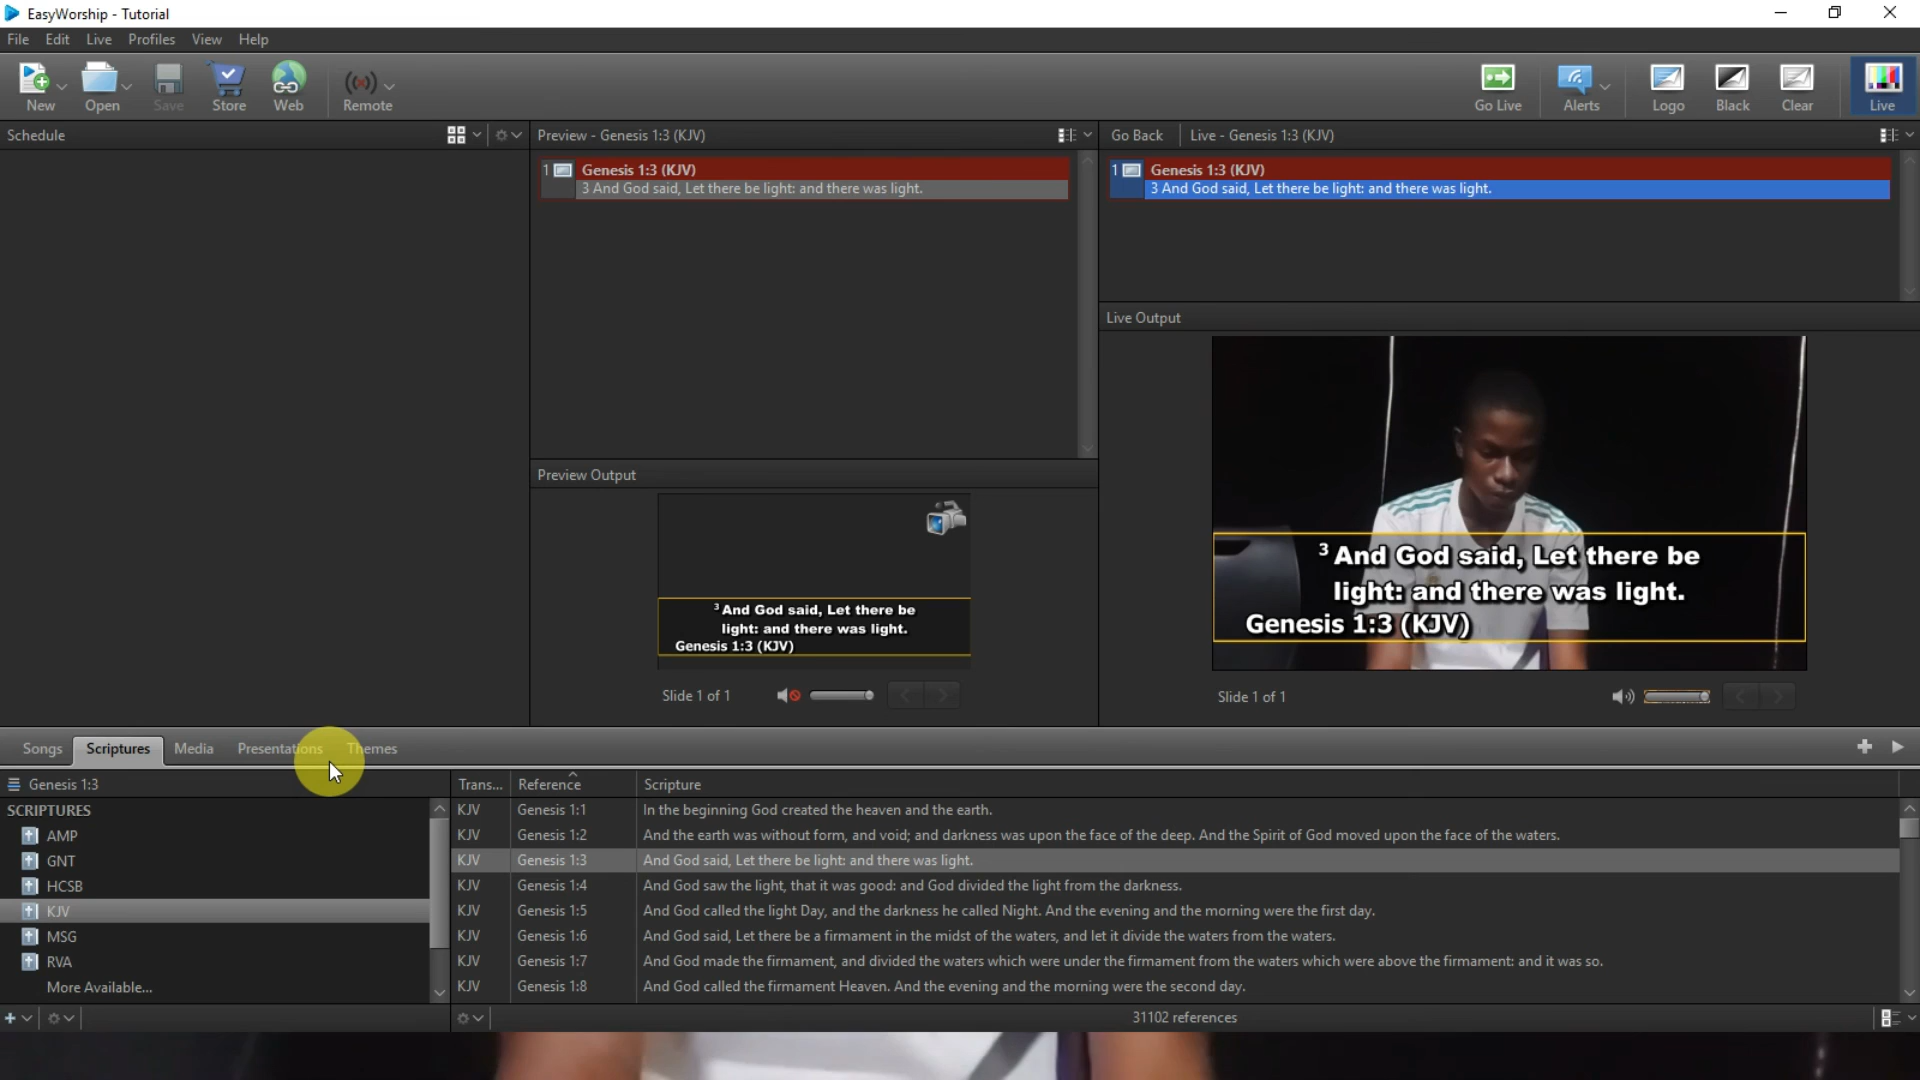 EasyWorship - Tutorial
File Edit Live Profiles View Help
New Open Save Store Web Remote Go Live Alerts Logo Black Clear Live
Schedule
Preview - Genesis 1:3 (KJV)
Go Back Live - Genesis 1:3 (KJV)
1 Genesis 1:3 (KJV)
3 And God said, Let there be light: and there was light.
1 Genesis 1:3 (KJV)
3 And God said, Let there be light: and there was light.
Live Output
Preview Output
3 And God said, Let there be
light: and there was light.
Genesis 1:3 (KJV)
3 And God said, Let there be
light: and there was light.
Genesis 1:3 (KJV)
Slide 1 of 1
Slide 1 of 1
Songs Scriptures Media Presentations Themes
Genesis 1:3
SCRIPTURES
AMP
GNT
HCSB
KJV
MSG
RVA
More Available...
Trans... Reference Scripture
KJV Genesis 1:1 In the beginning God created the heaven and the earth.
KJV Genesis 1:2 And the earth was without form, and void; and darkness was upon the face of the deep. And the Spirit of God moved upon the face of the waters.
KJV Genesis 1:3 And God said, Let there be light: and there was light.
KJV Genesis 1:4 And God saw the light, that it was good: and God divided the light from the darkness.
KJV Genesis 1:5 And God called the light Day, and the darkness he called Night. And the evening and the morning were the first day.
KJV Genesis 1:6 And God said, Let there be a firmament in the midst of the waters, and let it divide the waters from the waters.
KJV Genesis 1:7 And God made the firmament, and divided the waters which were under the firmament from the waters which were above the firmament: and it was so.
KJV Genesis 1:8 And God called the firmament Heaven. And the evening and the morning were the second day.
31102 references